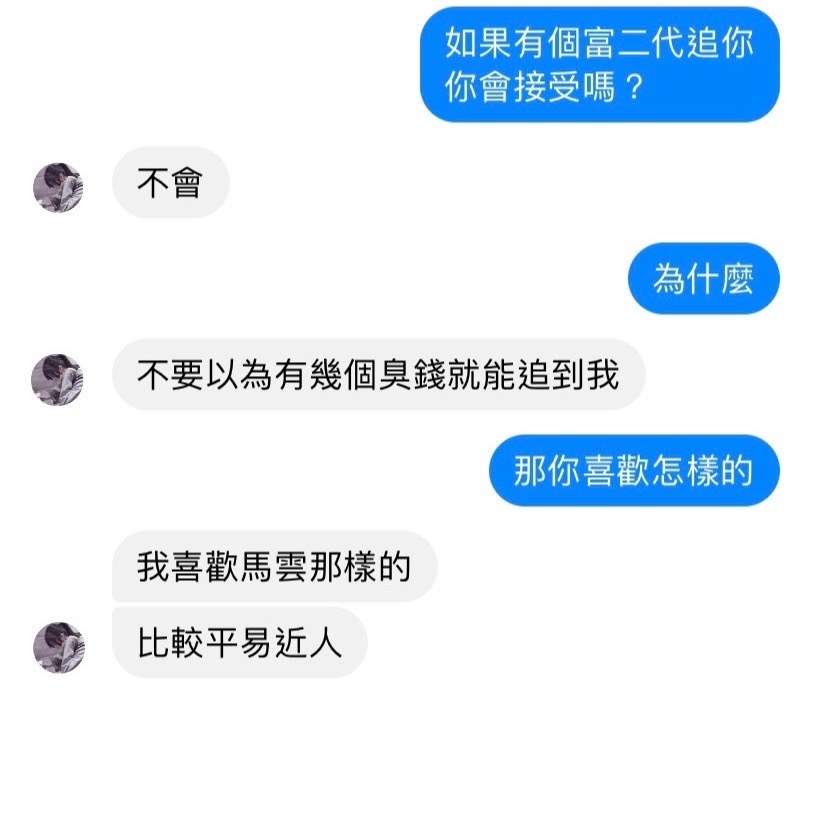 如果有個富二代追你
你會接受嗎？
不會
為什麼
不要以為有幾個臭錢就能追到我
那你喜歡怎樣的
我喜歡馬雲那樣的
比較平易近人